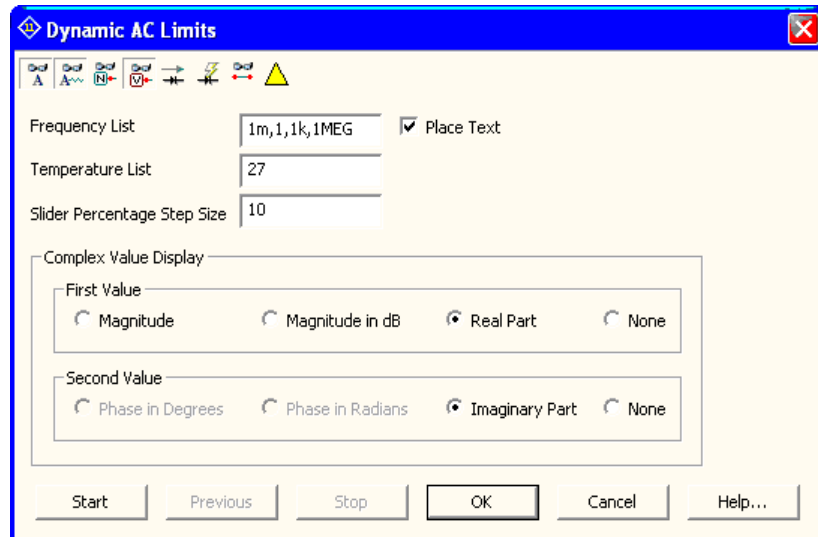 11 Dynamic AC Limits
A A N V
Frequency List 1m,1,1k,1MEG Place Text
Temperature List 27
Slider Percentage Step Size 10
Complex Value Display
First Value
Magnitude Magnitude in dB Real Part None
Second Value
Phase in Degrees Phase in Radians Imaginary Part None
Start Previous Stop OK Cancel Help...